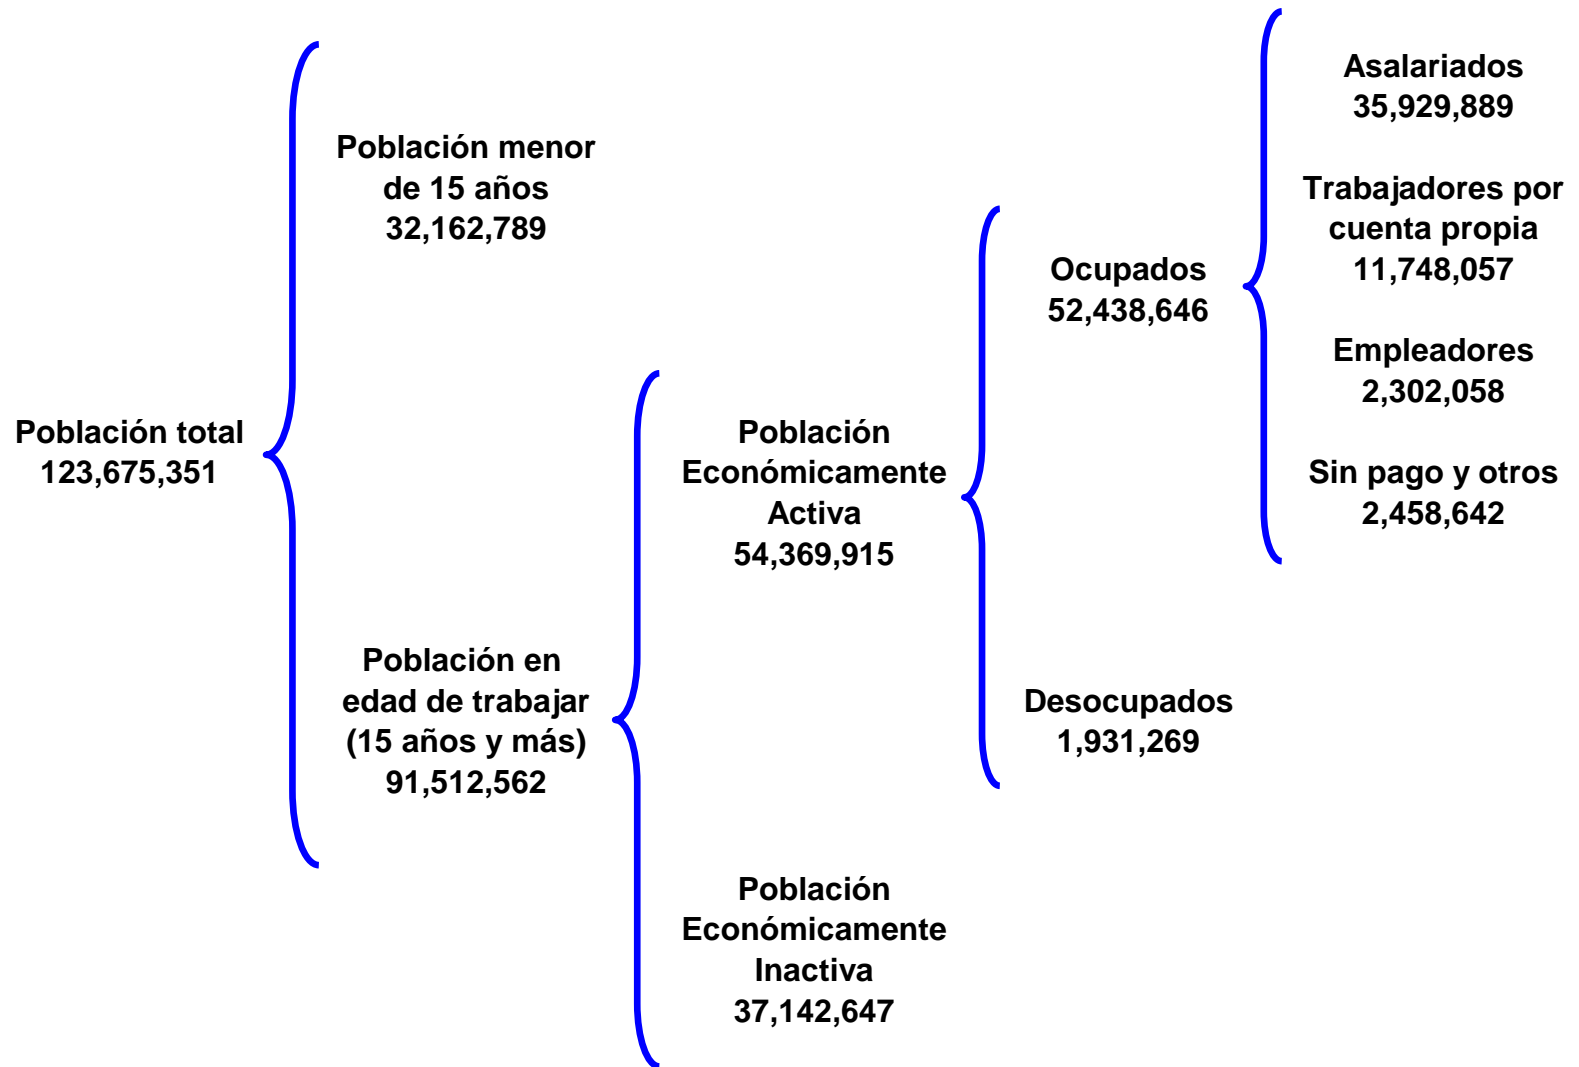 Población total
123,675,351
Población menor
de 15 años
32,162,789
Población en
edad de trabajar
(15 años y más)
91,512,562
Población
Económicamente
Activa
54,369,915
Población
Económicamente
Inactiva
37,142,647
Ocupados
52,438,646
Desocupados
1,931,269
Asalariados
35,929,889
Trabajadores por
cuenta propia
11,748,057
Empleadores
2,302,058
Sin pago y otros
2,458,642